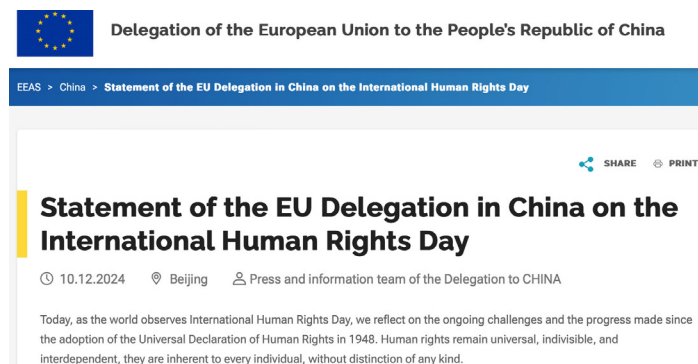 Delegation of the European Union to the People's Republic of China
EEAS > China > Statement of the EU Delegation in China on the International Human Rights Day
SHARE PRINT
Statement of the EU Delegation in China on the
International Human Rights Day
10.12.2024 Beijing Press and information team of the Delegation to CHINA
Today, as the world observes International Human Rights Day, we reflect on the ongoing challenges and the progress made since
the adoption of the Universal Declaration of Human Rights in 1948. Human rights remain universal, indivisible, and
interdependent, they are inherent to every individual, without distinction of any kind.